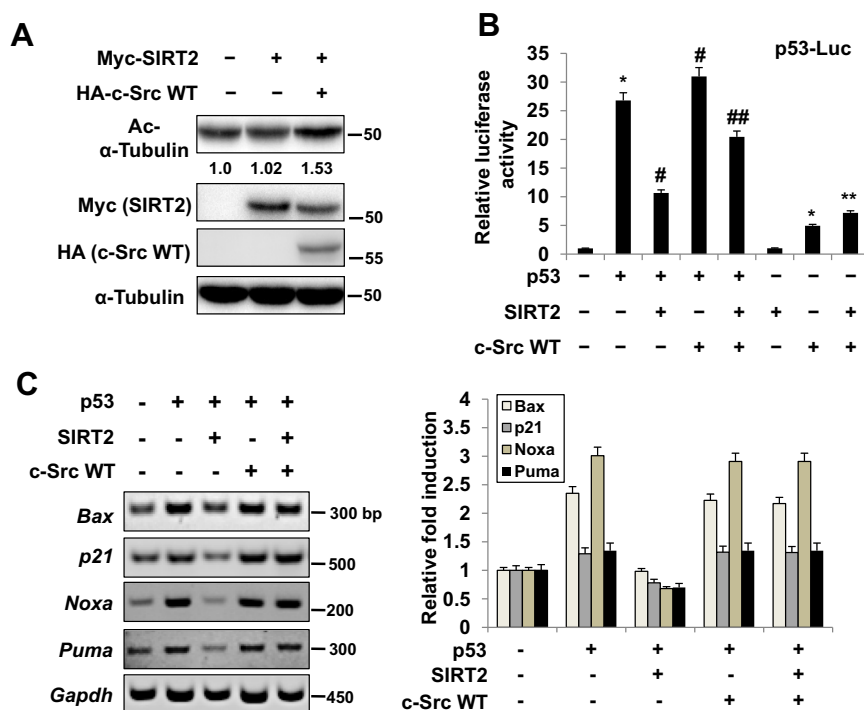 A
Myc-SIRT2 – + +
HA-c-Src WT – – +
Ac-
α-Tubulin
50
1.0 1.02 1.53
Myc (SIRT2)
50
HA (c-Src WT)
55
α-Tubulin
50
B
p53-Luc
Relative luciferase
activity
35
30
25
20
15
10
5
0
* # # ## * **
p53 – + + + + – – –
SIRT2 – – + – + + – +
c-Src WT – – – + + – + +
C
p53 - + + + +
SIRT2 - - + - +
c-Src WT - - - + +
Bax
300 bp
p21
500
Noxa
200
Puma
300
Gapdh
450
Relative fold induction
4
3.5
3
2.5
2
1.5
1
0.5
0
Bax
p21
Noxa
Puma
p53 - + + + +
SIRT2 - - + - +
c-Src WT - - - + +